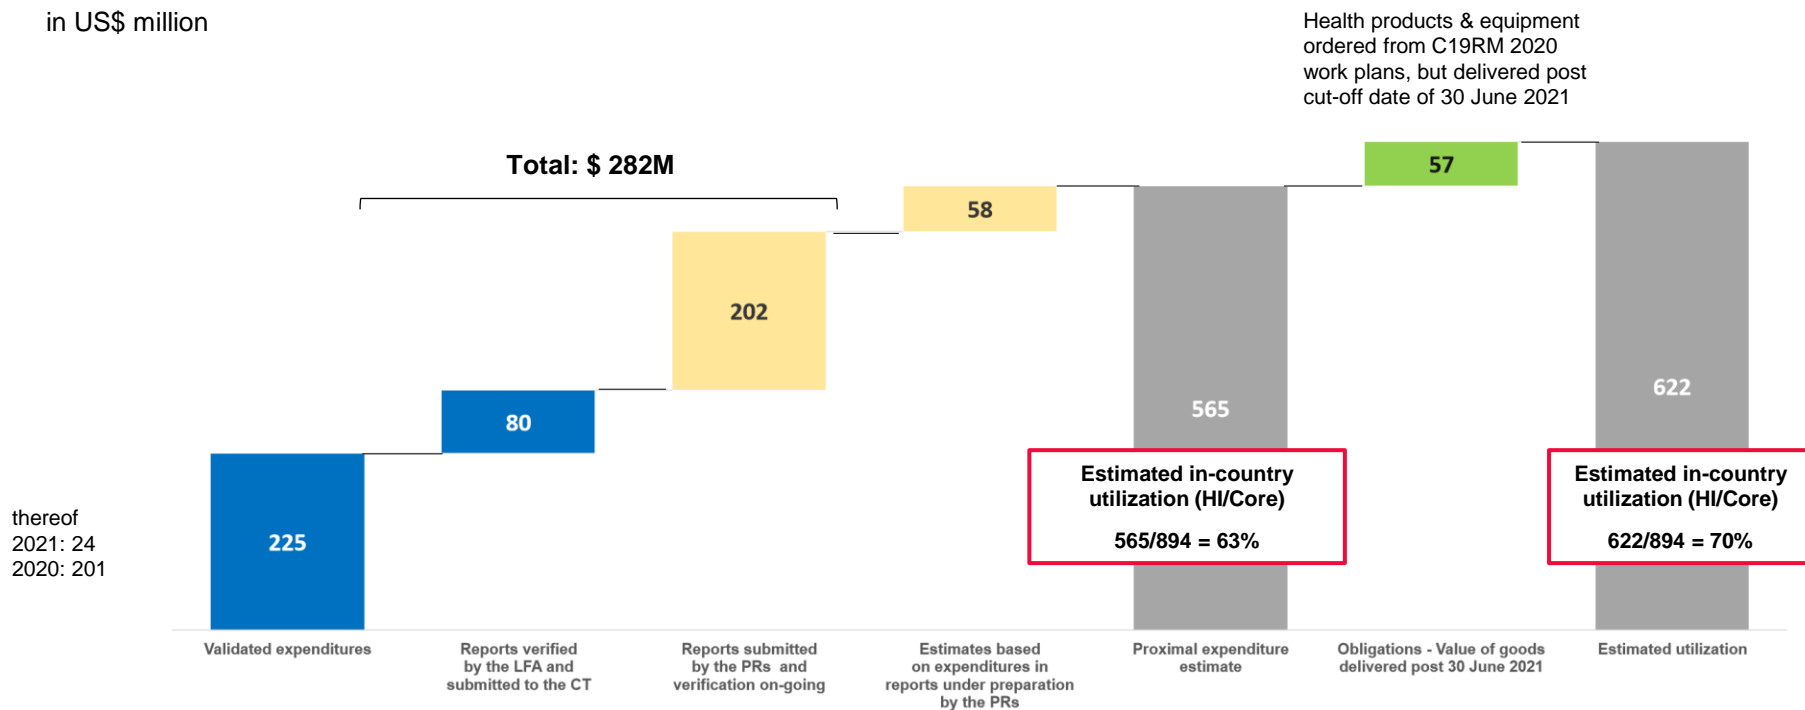 in US$ million
Health products & equipment
ordered from C19RM 2020
work plans, but delivered post
cut-off date of 30 June 2021
Total: $ 282M
57
58
202
622
565
80
Estimated in-country
utilization (HI/Core)
565/894 = 63%
Estimated in-country
utilization (HI/Core)
622/894 = 70%
thereof
2021: 24
2020: 201
225
Validated expenditures
Reports verified
by the LFA and
submitted to the CT
Reports submitted
by the PRs and
verification on-going
Estimates based
on expenditures in
reports under preparation
by the PRs
Proximal expenditure
estimate
Obligations - Value of goods
delivered post 30 June 2021
Estimated utilization